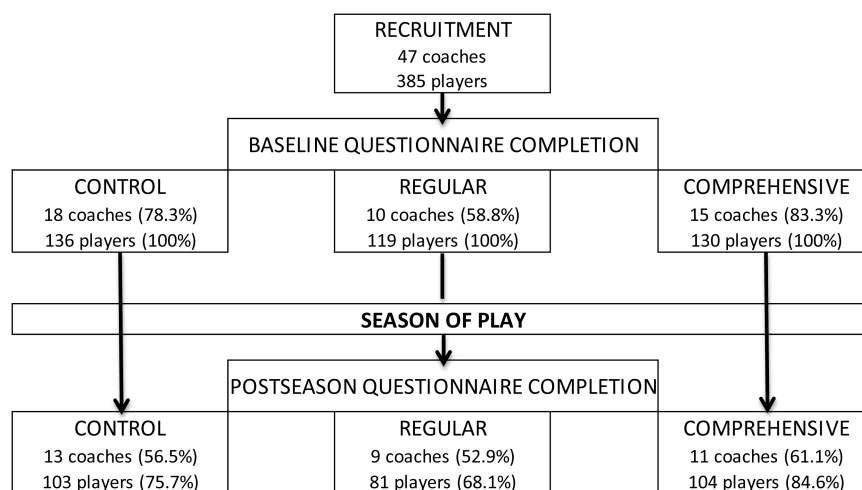 RECRUITMENT
47 coaches
385 players
BASELINE QUESTIONNAIRE COMPLETION
CONTROL
18 coaches (78.3%)
136 players (100%)
REGULAR
10 coaches (58.8%)
119 players (100%)
COMPREHENSIVE
15 coaches (83.3%)
130 players (100%)
SEASON OF PLAY
POSTSEASON QUESTIONNAIRE COMPLETION
CONTROL
13 coaches (56.5%)
103 players (75.7%)
REGULAR
9 coaches (52.9%)
81 players (68.1%)
COMPREHENSIVE
11 coaches (61.1%)
104 players (84.6%)